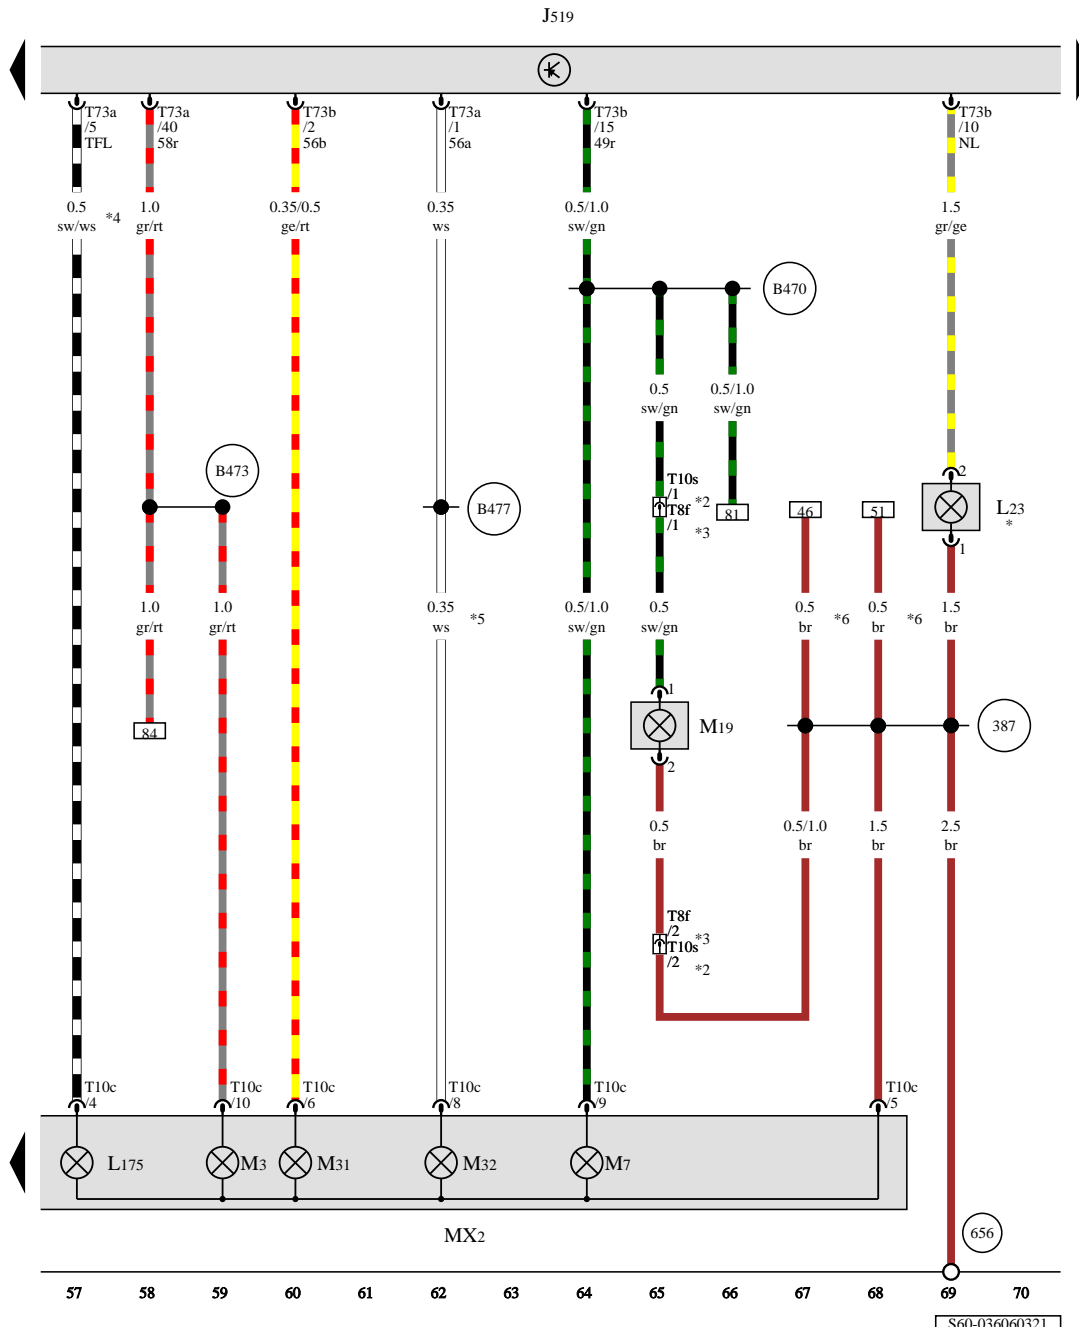 J519
T73a
/5
TFL
T73a
/40
58r
T73b
/2
56b
T73a
/1
56a
T73b
/15
49r
T73b
/10
NL
0.5
sw/ws
*4
1.0
gr/rt
0.35/0.5
ge/rt
0.35
ws
0.5/1.0
sw/gn
1.5
gr/ge
B470
0.5
sw/gn
0.5/1.0
sw/gn
B473
B477
T10s
/1
*2
T8f
/1
*3
81
46
51
2
L23
*
1
1.0
gr/rt
1.0
gr/rt
0.35
ws
*5
0.5/1.0
sw/gn
0.5
sw/gn
0.5
br
*6
0.5
br
*6
1.5
br
84
1
M19
2
387
0.5
br
0.5/1.0
br
1.5
br
2.5
br
T8f
/2
*3
T10s
/2
*2
T10c
/4
T10c
/10
T10c
/6
T10c
/8
T10c
/9
T10c
/5
L175
M3
M31
M32
M7
MX2
656
57 58 59 60 61 62 63 64 65 66 67 68 69 70
S60-036060321